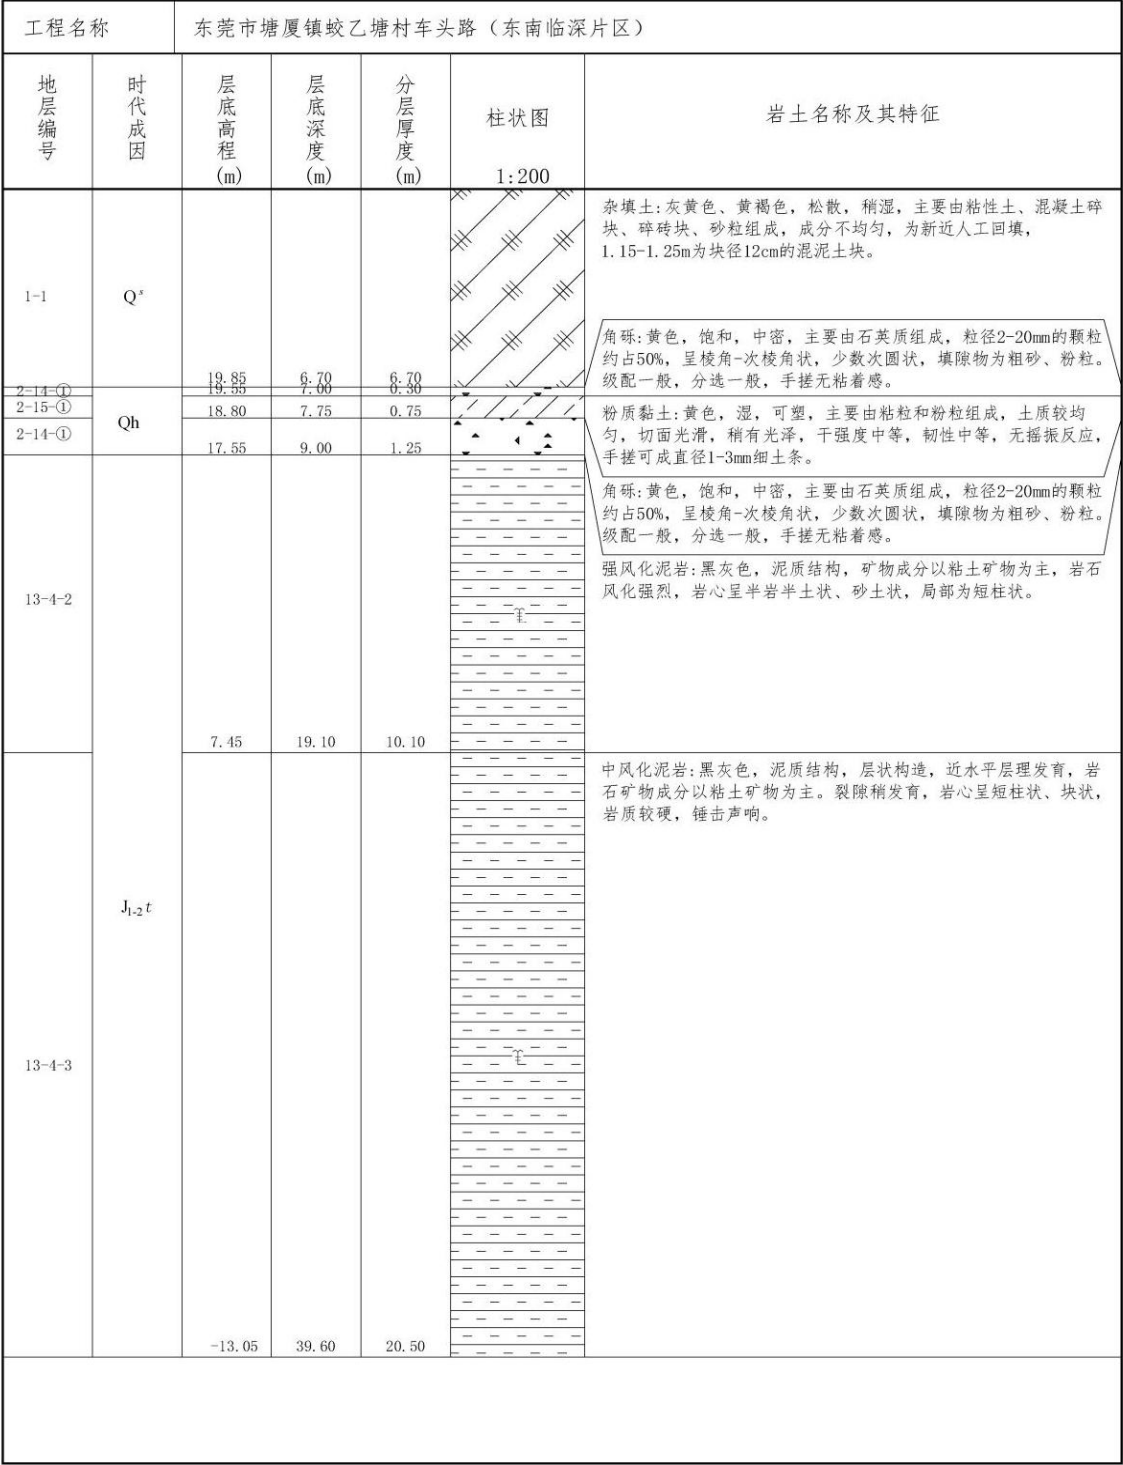 工程名称 东莞市塘厦镇蛟乙塘村车头路（东南临深片区）
地层编号 时代成因 层底高程(m) 层底深度(m) 分层厚度(m) 柱状图 1:200 岩土名称及其特征
杂填土:灰黄色、黄褐色，松散，稍湿，主要由粘性土、混凝土碎
块、碎砖块、砂粒组成，成分不均匀，为新近人工回填，
1.15-1.25m为块径12cm的混泥土块。
1-1 Qˢ
19.85 6.70 6.70
角砾:黄色，饱和，中密，主要由石英质组成，粒径2-20mm的颗粒
约占50%，呈棱角-次棱角状，少数次圆状，填隙物为粗砂、粉粒。
级配一般，分选一般，手搓无粘着感。
2-14-① 19.55 7.00 0.30
2-15-① 18.80 7.75 0.75
Qh
粉质黏土:黄色，湿，可塑，主要由粘粒和粉粒组成，土质较均
匀，切面光滑，稍有光泽，干强度中等，韧性中等，无摇振反应，
手搓可成直径1-3mm细土条。
2-14-① 17.55 9.00 1.25
角砾:黄色，饱和，中密，主要由石英质组成，粒径2-20mm的颗粒
约占50%，呈棱角-次棱角状，少数次圆状，填隙物为粗砂、粉粒。
级配一般，分选一般，手搓无粘着感。
强风化泥岩:黑灰色，泥质结构，矿物成分以粘土矿物为主，岩石
风化强烈，岩心呈半岩半土状、砂土状，局部为短柱状。
13-4-2
7.45 19.10 10.10
中风化泥岩:黑灰色，泥质结构，层状构造，近水平层理发育，岩
石矿物成分以粘土矿物为主。裂隙稍发育，岩心呈短柱状、块状，
岩质较硬，锤击声响。
J₁₋₂t
13-4-3
-13.05 39.60 20.50